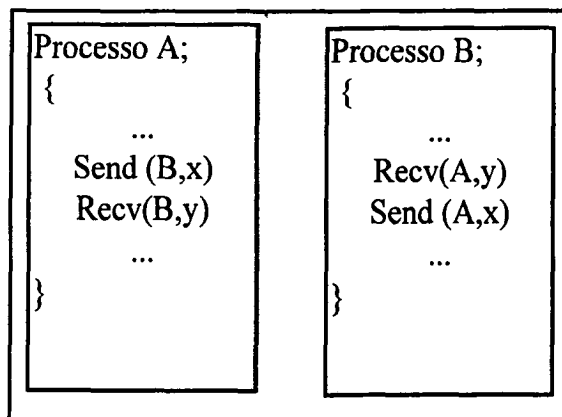 Processo A;
{
...
Send (B,x)
Recv(B,y)
...
}
Processo B;
{
...
Recv(A,y)
Send (A,x)
...
}